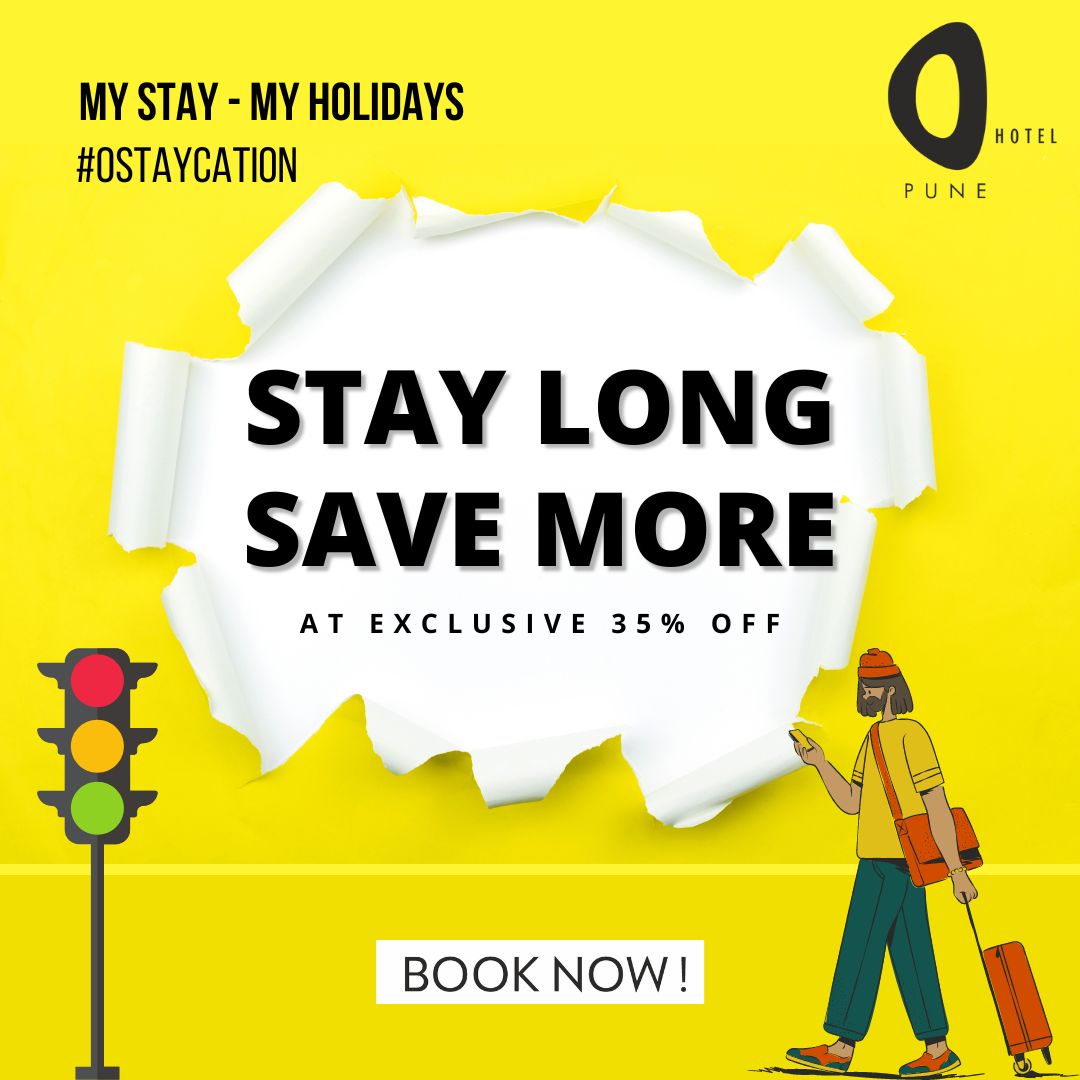 MY STAY - MY HOLIDAYS
#OSTAYCATION
O HOTEL
PUNE
STAY LONG
SAVE MORE
AT EXCLUSIVE 35% OFF
BOOK NOW!